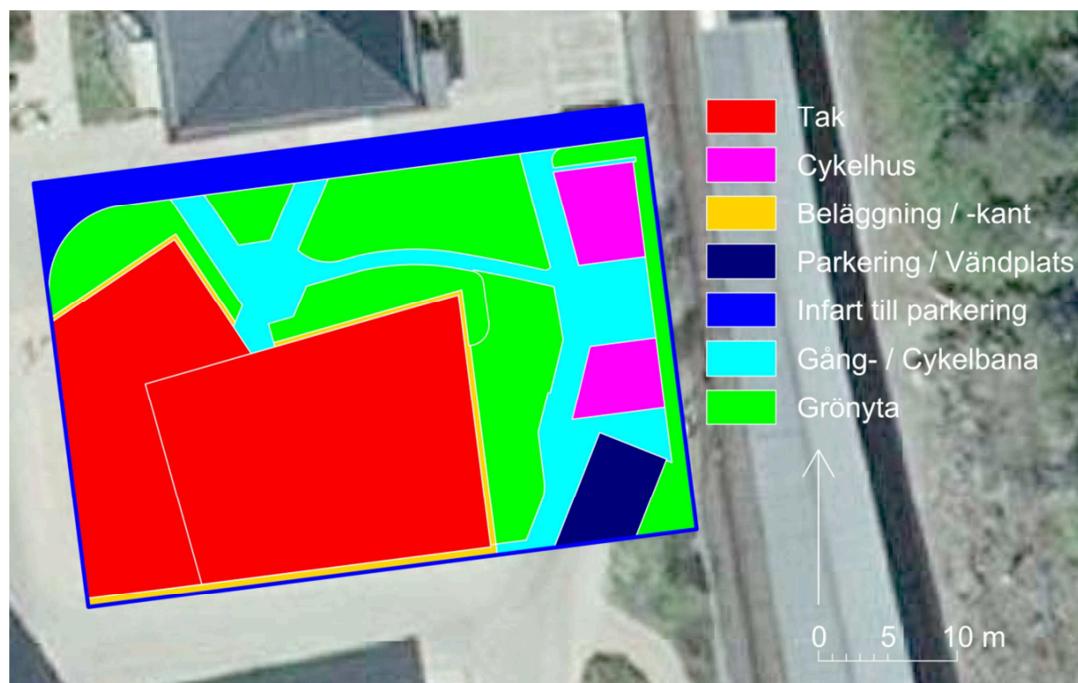 Tak
Cykelhus
Beläggning / -kant
Parkering / Vändplats
Infart till parkering
Gång- / Cykelbana
Grönyta
0 5 10 m